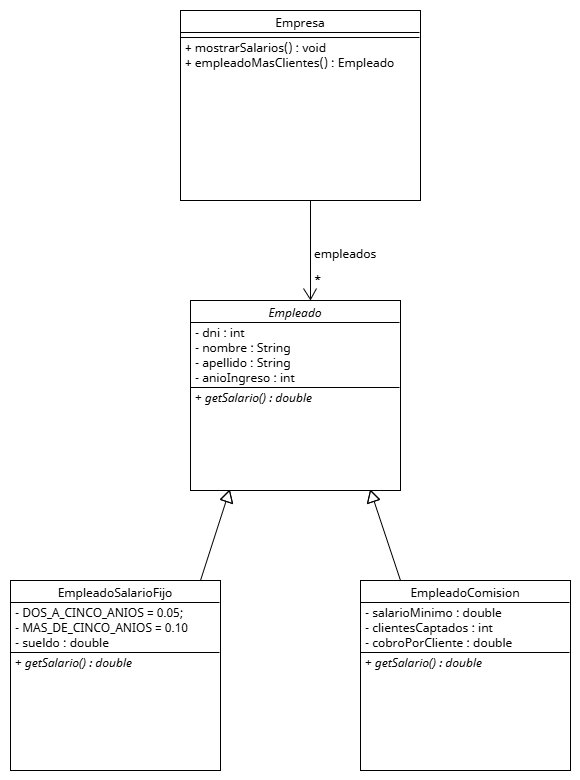 Empresa
+ mostrarSalarios() : void
+ empleadoMasClientes() : Empleado
empleados
*
Empleado
- dni : int
- nombre : String
- apellido : String
- anioIngreso : int
+ getSalario() : double
EmpleadoSalarioFijo
- DOS_A_CINCO_ANIOS = 0.05;
- MAS_DE_CINCO_ANIOS = 0.10
- sueldo : double
+ getSalario() : double
EmpleadoComision
- salarioMinimo : double
- clientesCaptados : int
- cobroPorCliente : double
+ getSalario() : double